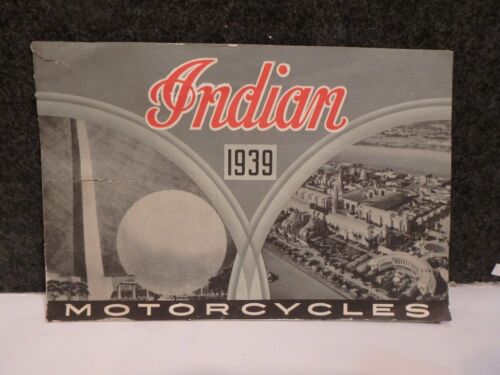 Indian
1939
MOTORCYCLES